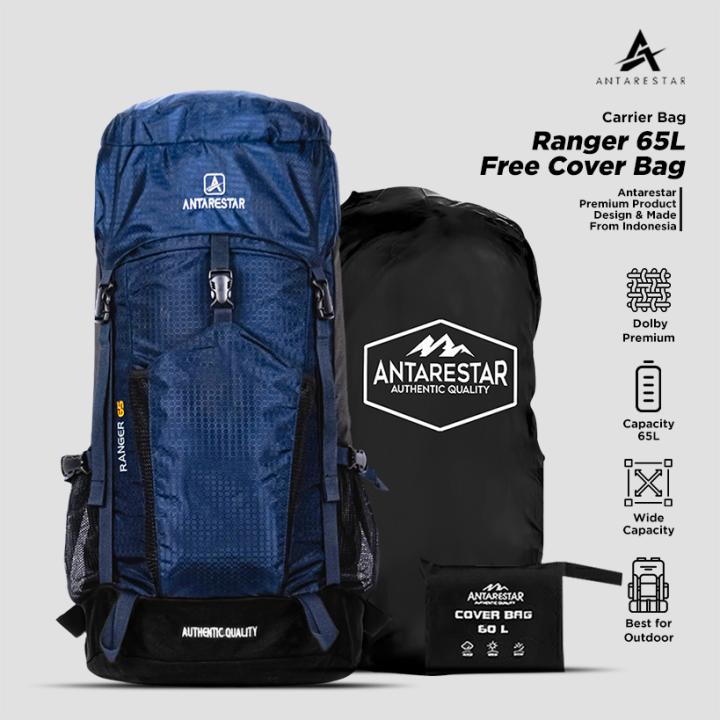 ANTARESTAR
Carrier Bag
Ranger 65L
Free Cover Bag
Antarestar
Premium Product
Design & Made
From Indonesia
ANTARESTAR
RANGER 65
AUTHENTIC QUALITY
ANTARESTAR
AUTHENTIC QUALITY
ANTARESTAR
AUTHENTIC QUALITY
COVER BAG
60 L
Dolby
Premium
Capacity
65L
Wide
Capacity
Best for
Outdoor